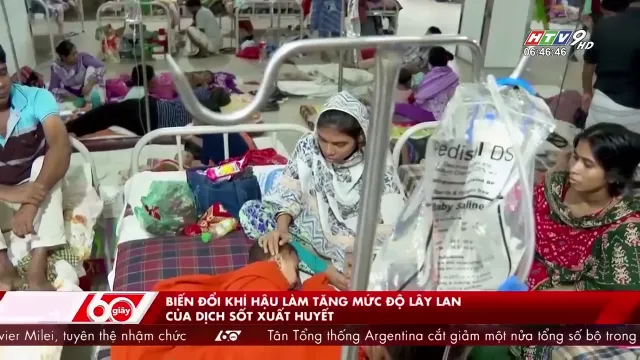 HTV9 HD
06:46:46
edisol DS
Baby Saline
60 giây
BIẾN ĐỔI KHÍ HẬU LÀM TĂNG MỨC ĐỘ LÂY LAN
CỦA DỊCH SỐT XUẤT HUYẾT
vier Milei, tuyên thệ nhậm chức Tân Tổng thống Argentina cắt giảm một nửa tổng số bộ trong